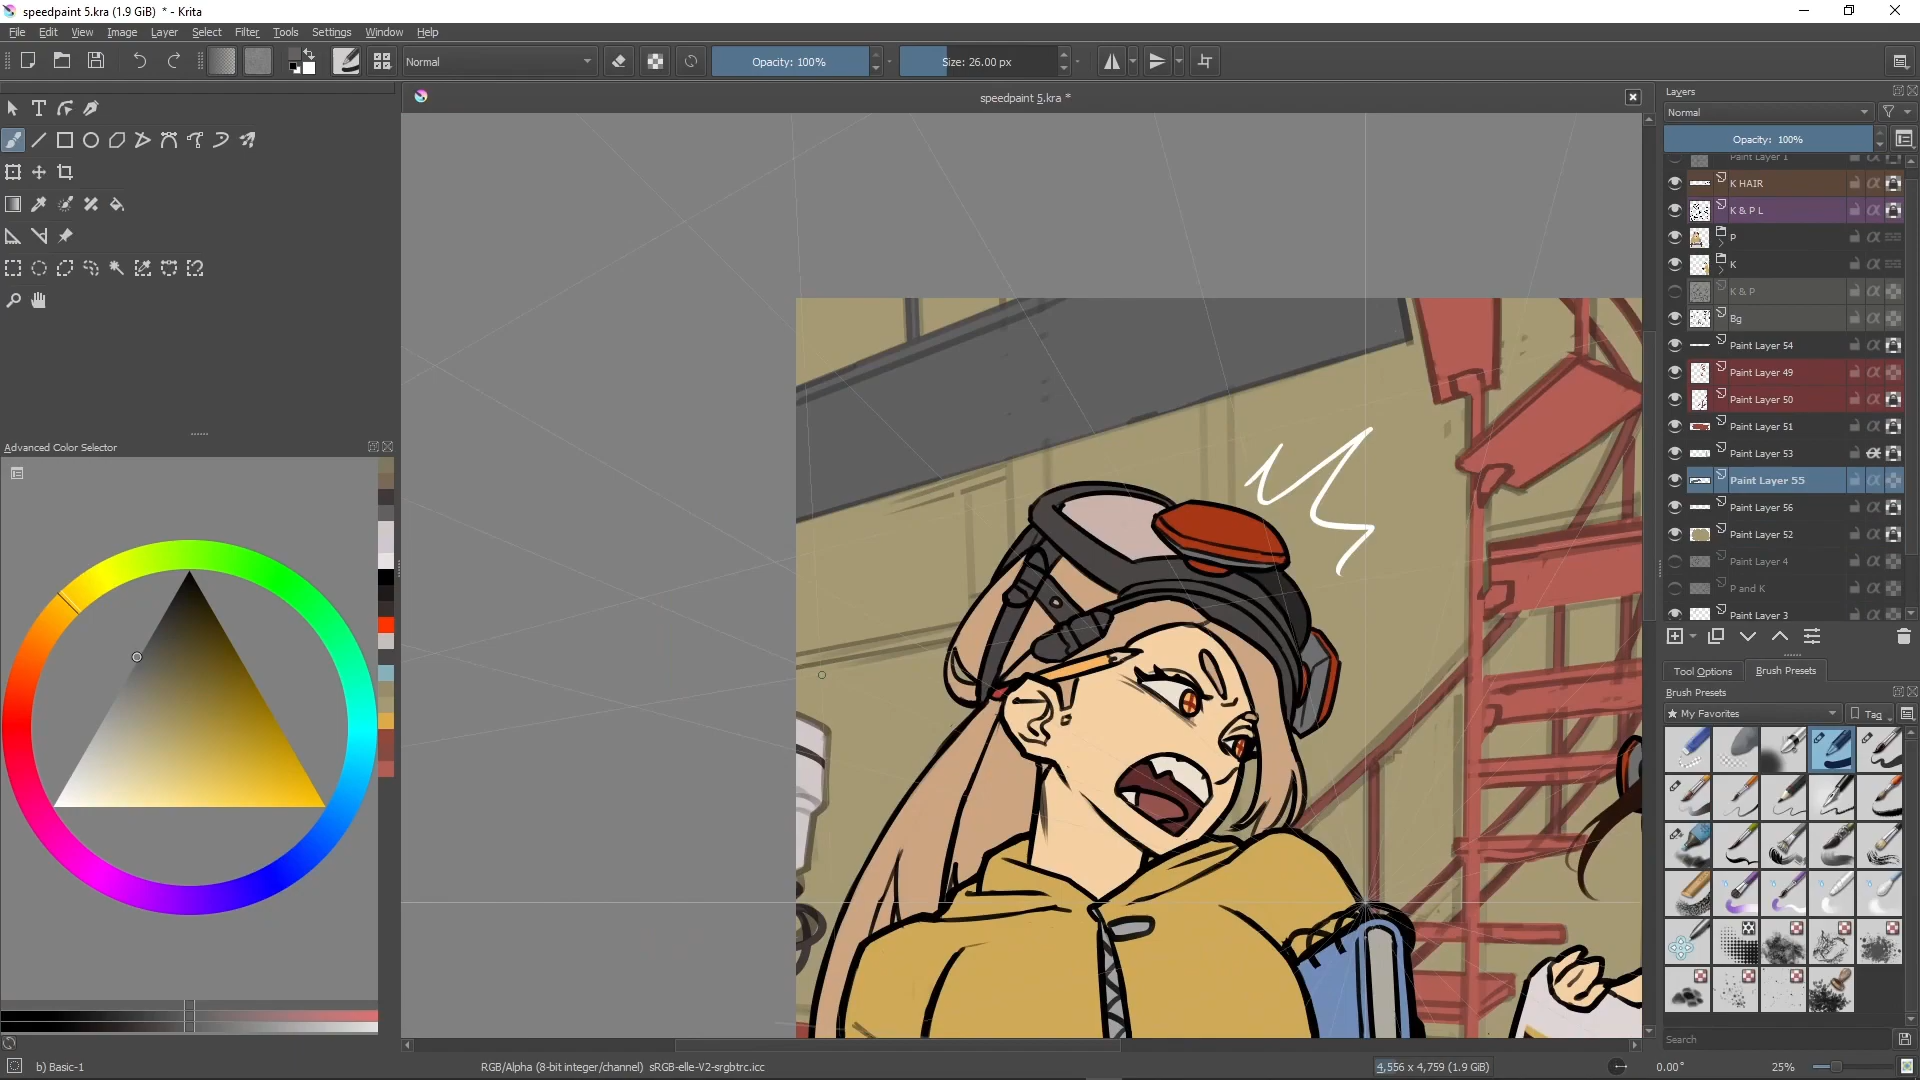 speedpaint 5.kra (1.9 GiB) * - Krita
File Edit View Image Layer Select Filter Tools Settings Window Help
Normal
Opacity: 100%
Size: 26.00 px
speedpaint 5.kra *
Layers
Normal
Opacity: 100%
Paint Layer 1
K HAIR
K & P L
P
K
K & P
Bg
Paint Layer 54
Paint Layer 49
Paint Layer 50
Paint Layer 51
Paint Layer 53
Paint Layer 55
Paint Layer 56
Paint Layer 52
Paint Layer 4
P and K
Paint Layer 3
Advanced Color Selector
Tool Options Brush Presets
Brush Presets
★ My Favorites
Tag
Search
b) Basic-1
RGB/Alpha (8-bit integer/channel) sRGB-elle-V2-srgbtrc.icc
4,556 x 4,759 (1.9 GiB)
0.00°
25%